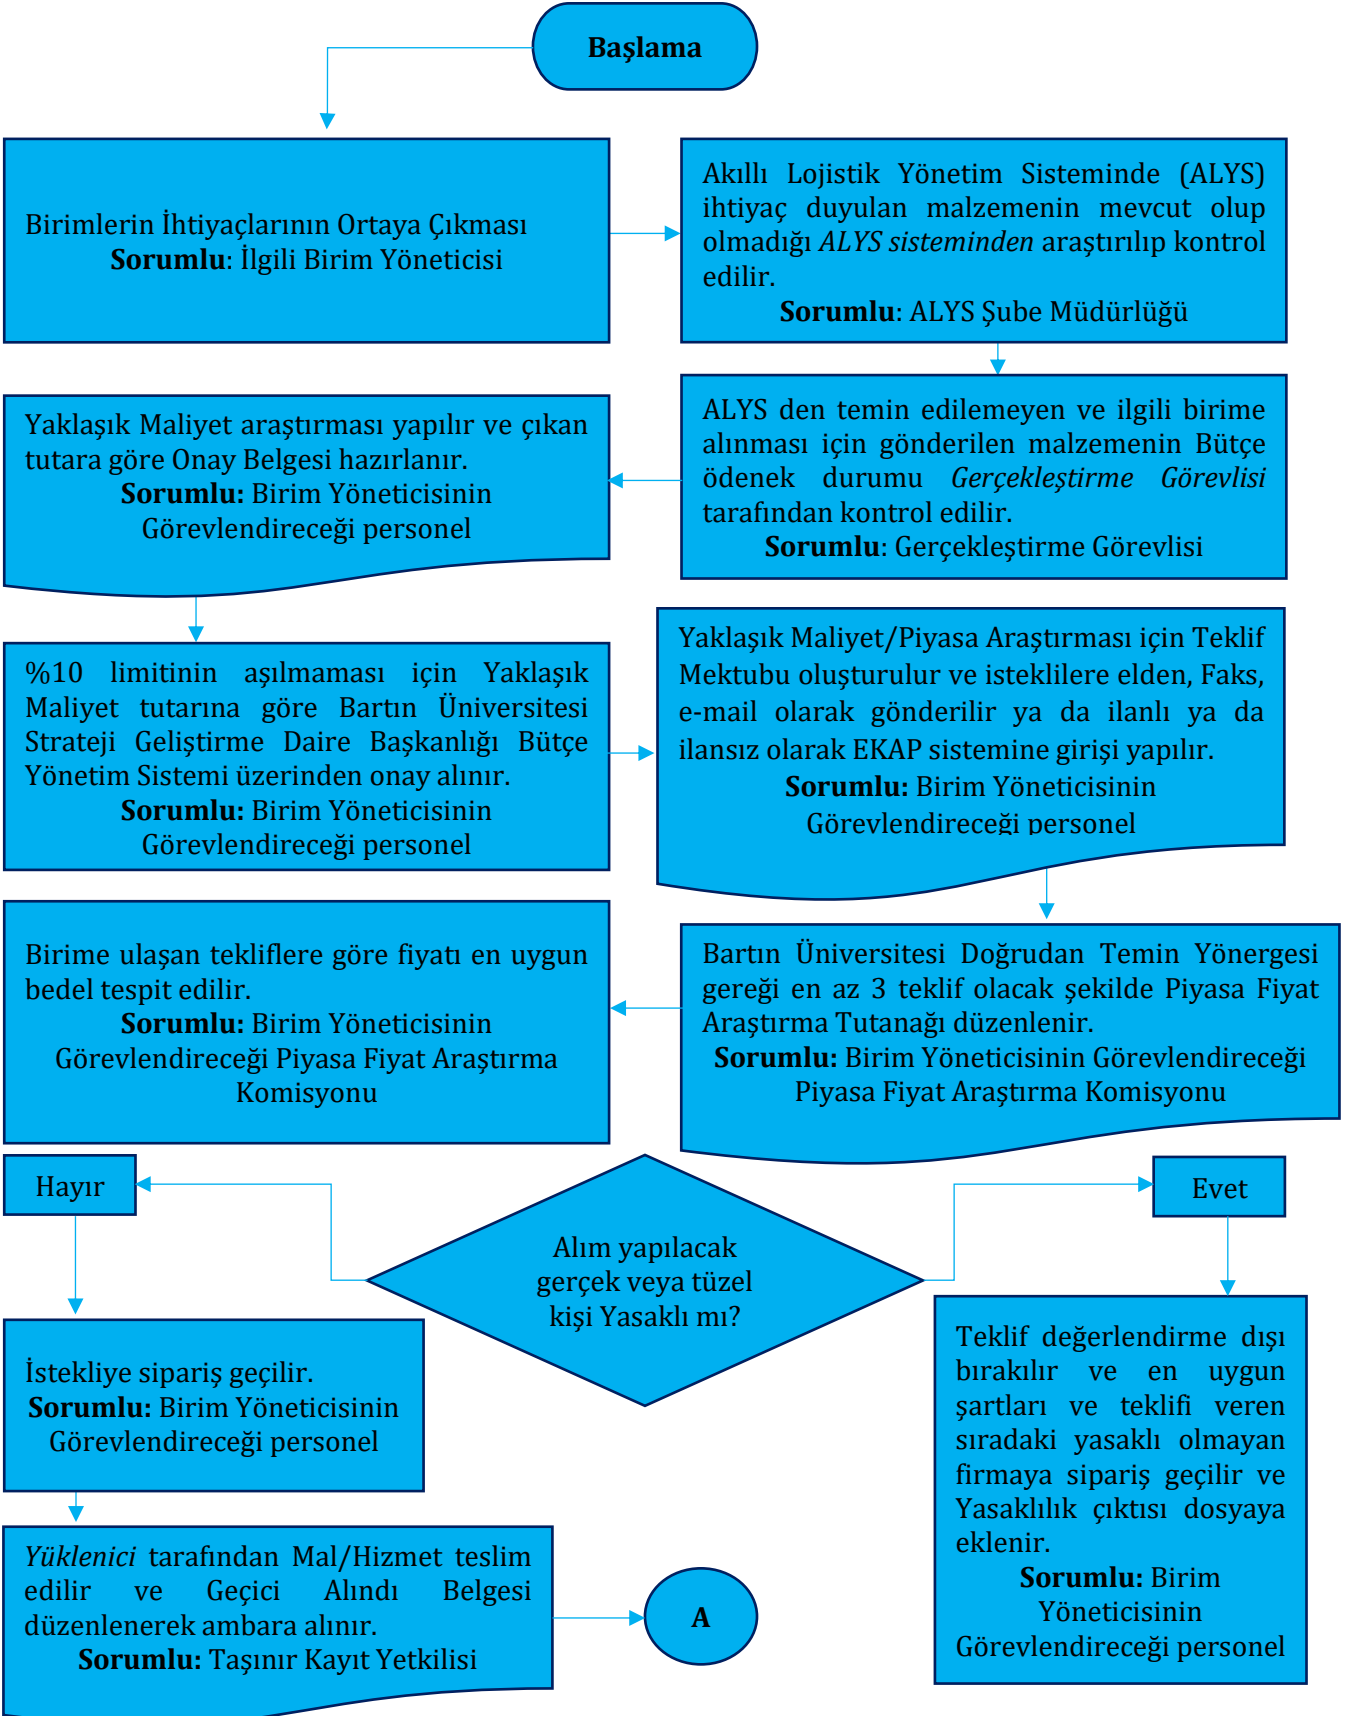 Başlama
Birimlerin İhtiyaçlarının Ortaya Çıkması
Sorumlu: İlgili Birim Yöneticisi
Akıllı Lojistik Yönetim Sisteminde (ALYS)
ihtiyaç duyulan malzemenin mevcut olup
olmadığı ALYS sisteminden araştırılıp kontrol
edilir.
Sorumlu: ALYS Şube Müdürlüğü
ALYS den temin edilemeyen ve ilgili birime
alınması için gönderilen malzemenin Bütçe
ödenek durumu Gerçekleştirme Görevlisi
tarafından kontrol edilir.
Sorumlu: Gerçekleştirme Görevlisi
Yaklaşık Maliyet araştırması yapılır ve çıkan
tutara göre Onay Belgesi hazırlanır.
Sorumlu: Birim Yöneticisinin
Görevlendireceği personel
%10 limitinin aşılmaması için Yaklaşık
Maliyet tutarına göre Bartın Üniversitesi
Strateji Geliştirme Daire Başkanlığı Bütçe
Yönetim Sistemi üzerinden onay alınır.
Sorumlu: Birim Yöneticisinin
Görevlendireceği personel
Yaklaşık Maliyet/Piyasa Araştırması için Teklif
Mektubu oluşturulur ve isteklilere elden, Faks,
e-mail olarak gönderilir ya da ilanlı ya da
ilansız olarak EKAP sistemine girişi yapılır.
Sorumlu: Birim Yöneticisinin
Görevlendireceği personel
Bartın Üniversitesi Doğrudan Temin Yönergesi
gereği en az 3 teklif olacak şekilde Piyasa Fiyat
Araştırma Tutanağı düzenlenir.
Sorumlu: Birim Yöneticisinin Görevlendireceği
Piyasa Fiyat Araştırma Komisyonu
Birime ulaşan tekliflere göre fiyatı en uygun
bedel tespit edilir.
Sorumlu: Birim Yöneticisinin
Görevlendireceği Piyasa Fiyat Araştırma
Komisyonu
Alım yapılacak
gerçek veya tüzel
kişi Yasaklı mı?
Hayır
İstekliye sipariş geçilir.
Sorumlu: Birim Yöneticisinin
Görevlendireceği personel
Yüklenici tarafından Mal/Hizmet teslim
edilir ve Geçici Alındı Belgesi
düzenlenerek ambara alınır.
Sorumlu: Taşınır Kayıt Yetkilisi
A
Evet
Teklif değerlendirme dışı
bırakılır ve en uygun
şartları ve teklifi veren
sıradaki yasaklı olmayan
firmaya sipariş geçilir ve
Yasaklılık çıktısı dosyaya
eklenir.
Sorumlu: Birim
Yöneticisinin
Görevlendireceği personel